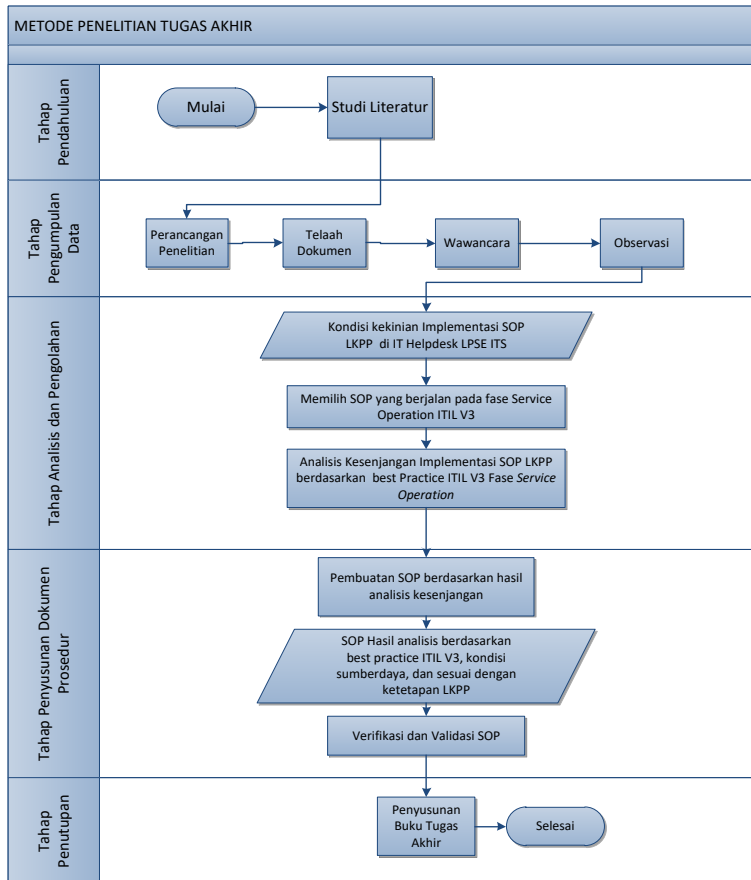 METODE PENELITIAN TUGAS AKHIR
Tahap
Pendahuluan
Mulai
Studi Literatur
Tahap
Pengumpulan
Data
Perancangan
Penelitian
Telaah
Dokumen
Wawancara
Observasi
Tahap Analisis dan Pengolahan
Kondisi kekinian Implementasi SOP
LKPP di IT Helpdesk LPSE ITS
Memilih SOP yang berjalan pada fase Service
Operation ITIL V3
Analisis Kesenjangan Implementasi SOP LKPP
berdasarkan best Practice ITIL V3 Fase Service
Operation
Tahap Penyusunan Dokumen
Prosedur
Pembuatan SOP berdasarkan hasil
analisis kesenjangan
SOP Hasil analisis berdasarkan
best practice ITIL V3, kondisi
sumberdaya, dan sesuai dengan
ketetapan LKPP
Verifikasi dan Validasi SOP
Tahap
Penutupan
Penyusunan
Buku Tugas
Akhir
Selesai